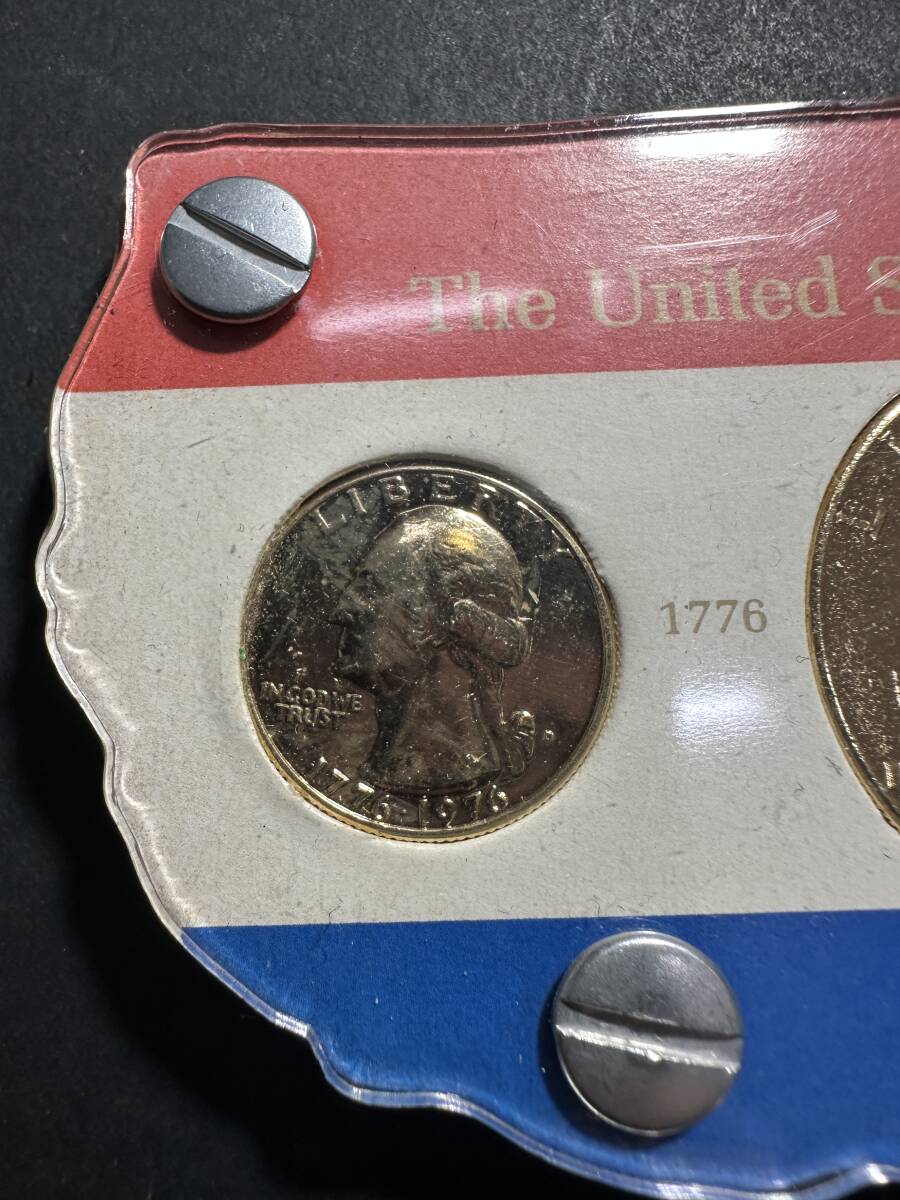 The United S
LIBERTY
IN GOD WE
TRUST
D
1776-1976
1776